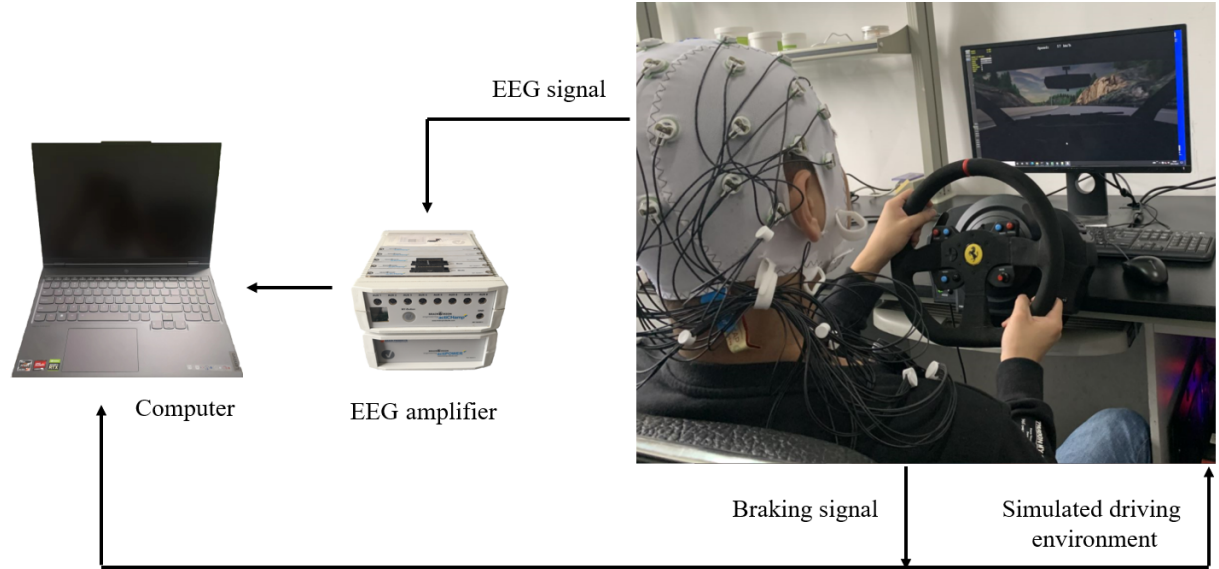 EEG signal
Computer
EEG amplifier
Braking signal
Simulated driving
environment